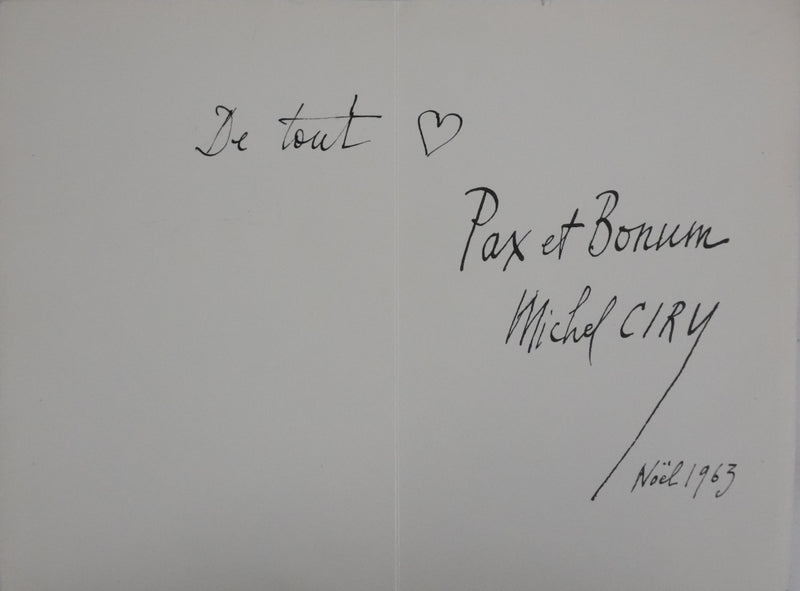 De tout ♡
Pax et Bonum
Michel CIRY
Noël 1963